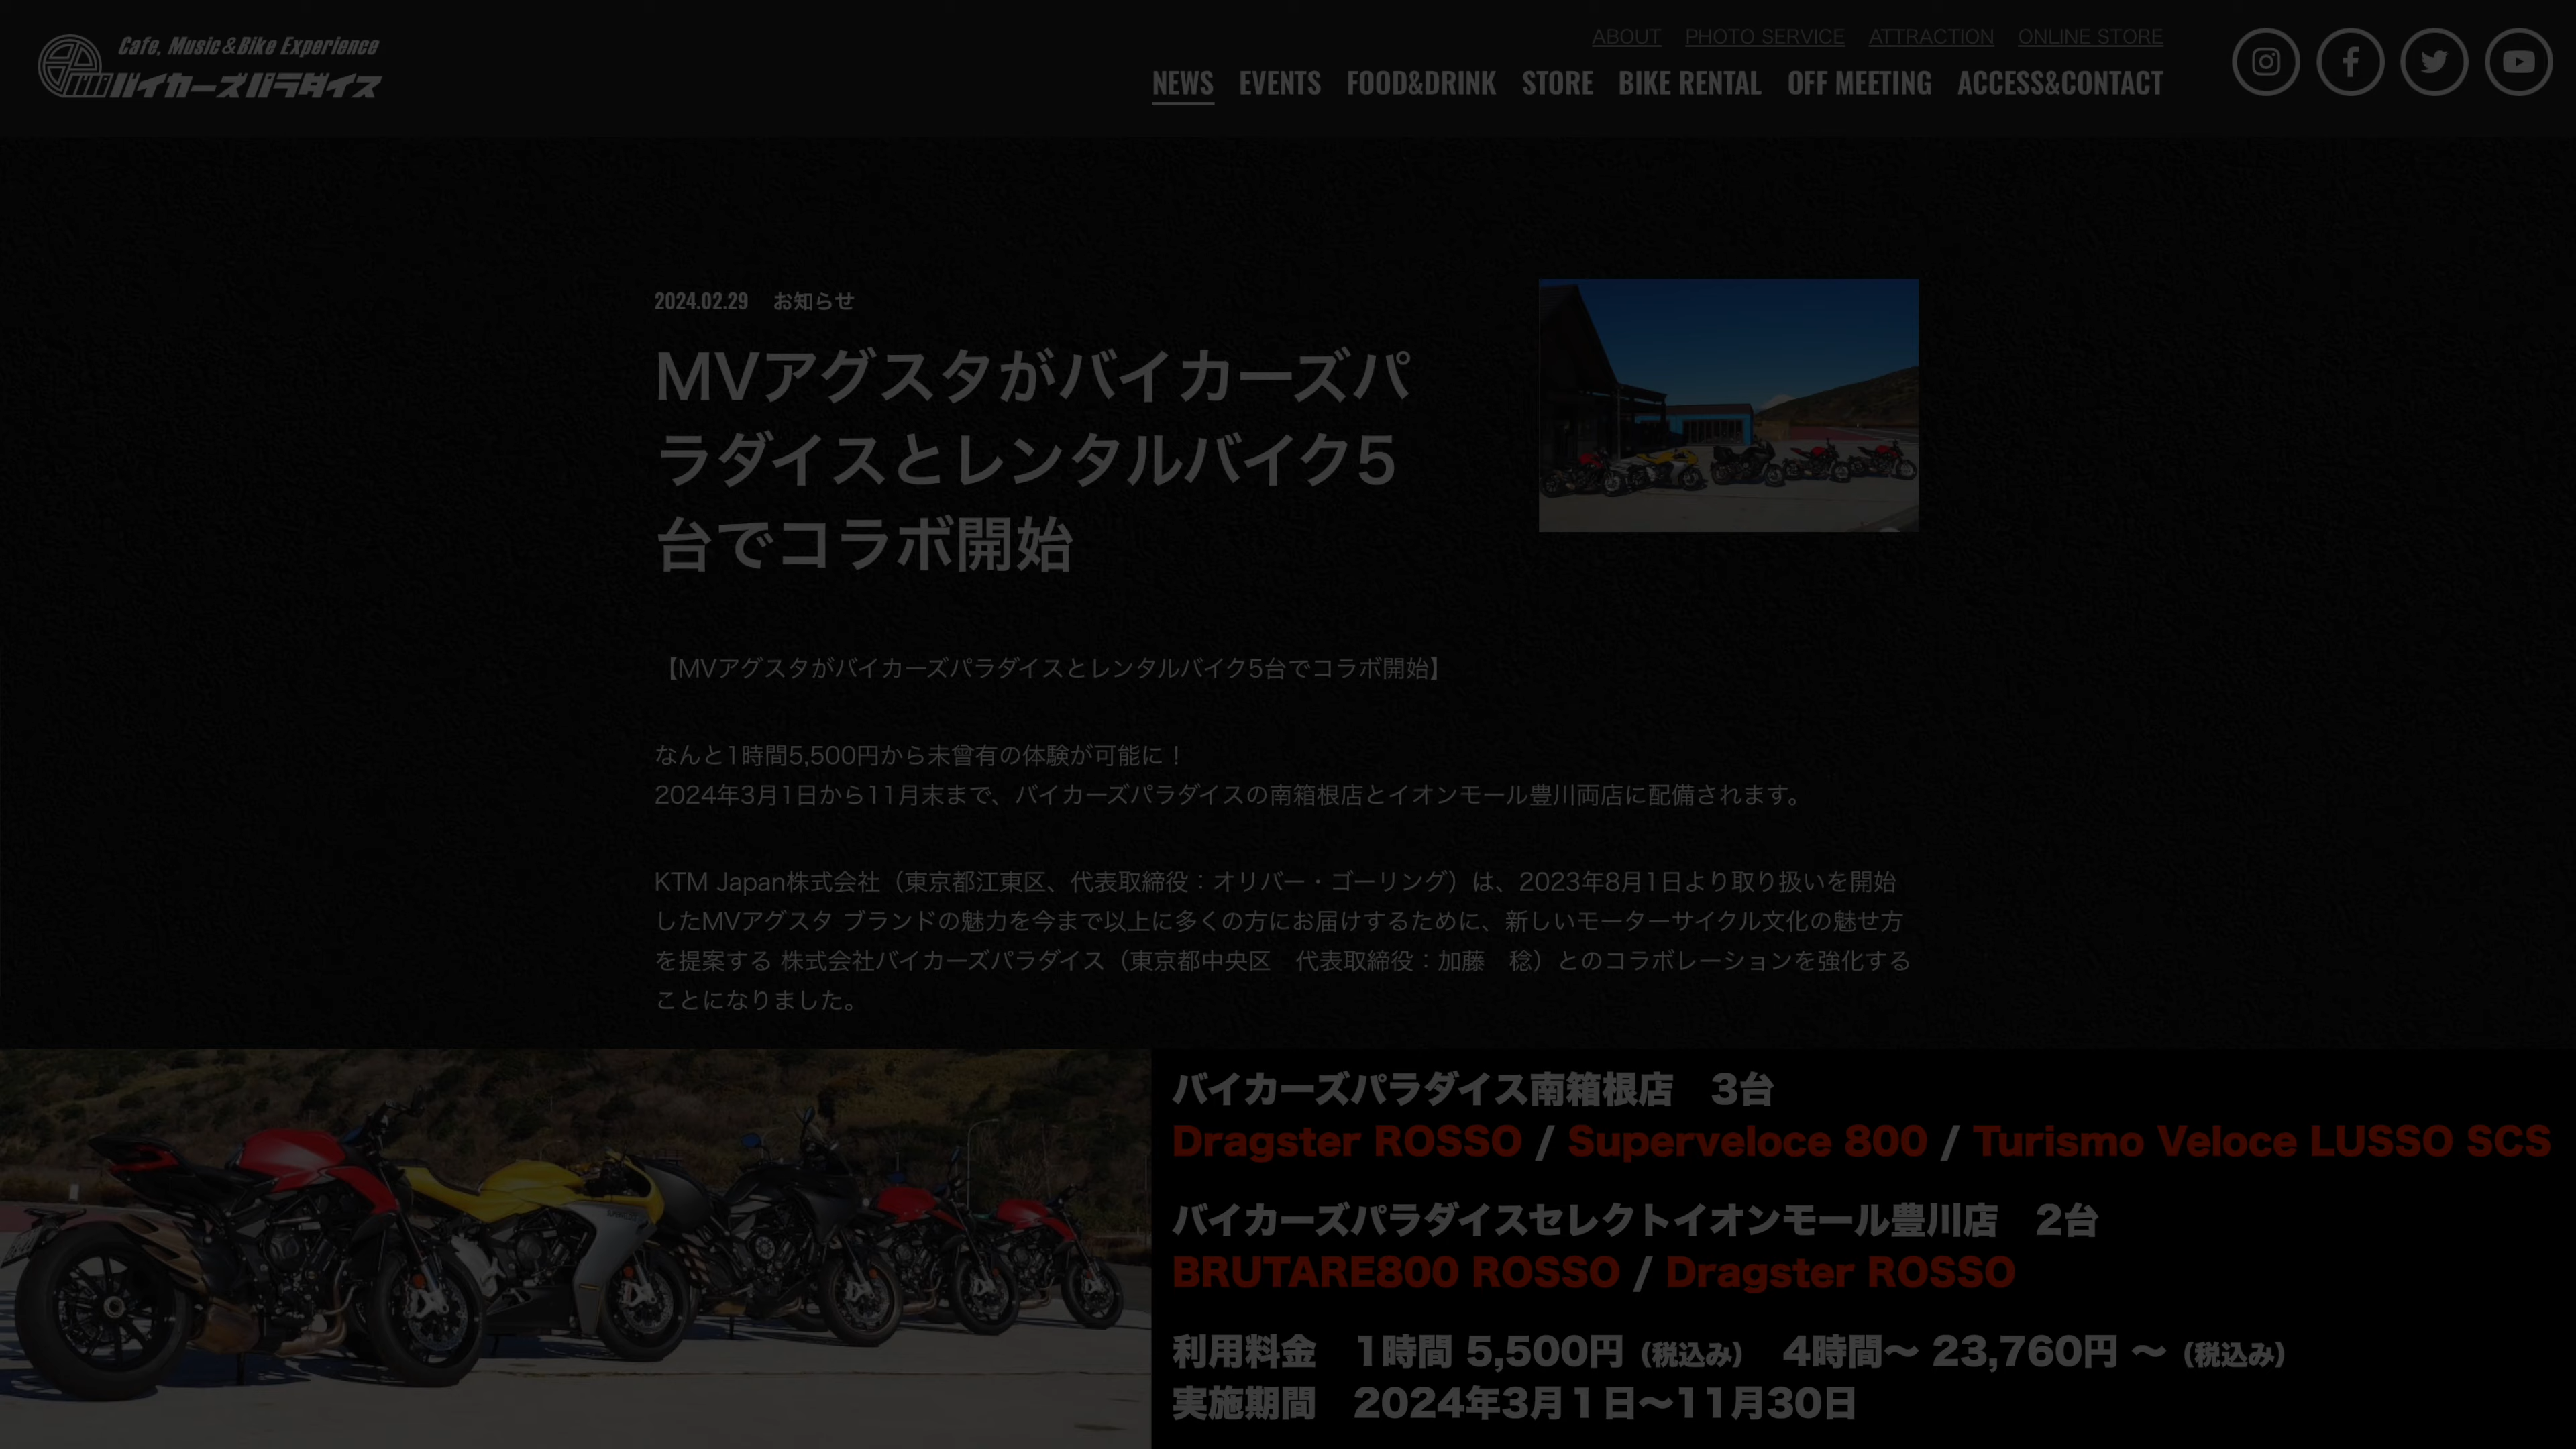 Cafe, Music&Bike Experience
バイカーズパラダイス
ABOUT PHOTO SERVICE ATTRACTION ONLINE STORE
NEWS EVENTS FOOD&DRINK STORE BIKE RENTAL OFF MEETING ACCESS&CONTACT
2024.02.29 お知らせ
MVアグスタがバイカーズパ
ラダイスとレンタルバイク5
台でコラボ開始
【MVアグスタがバイカーズパラダイスとレンタルバイク5台でコラボ開始】
なんと1時間5,500円から未曾有の体験が可能に！
2024年3月1日から11月末まで、バイカーズパラダイスの南箱根店とイオンモール豊川両店に配備されます。
KTM Japan株式会社（東京都江東区、代表取締役：オリバー・ゴーリング）は、2023年8月1日より取り扱いを開始
したMVアグスタ ブランドの魅力を今まで以上に多くの方にお届けするために、新しいモーターサイクル文化の魅せ方
を提案する 株式会社バイカーズパラダイス（東京都中央区　代表取締役：加藤　稔）とのコラボレーションを強化する
ことになりました。
バイカーズパラダイス南箱根店　3台
Dragster ROSSO / Superveloce 800 / Turismo Veloce LUSSO SCS
バイカーズパラダイスセレクトイオンモール豊川店　2台
BRUTARE800 ROSSO / Dragster ROSSO
利用料金　1時間 5,500円（税込み）　4時間〜 23,760円 〜（税込み）
実施期間　2024年3月１日〜11月30日